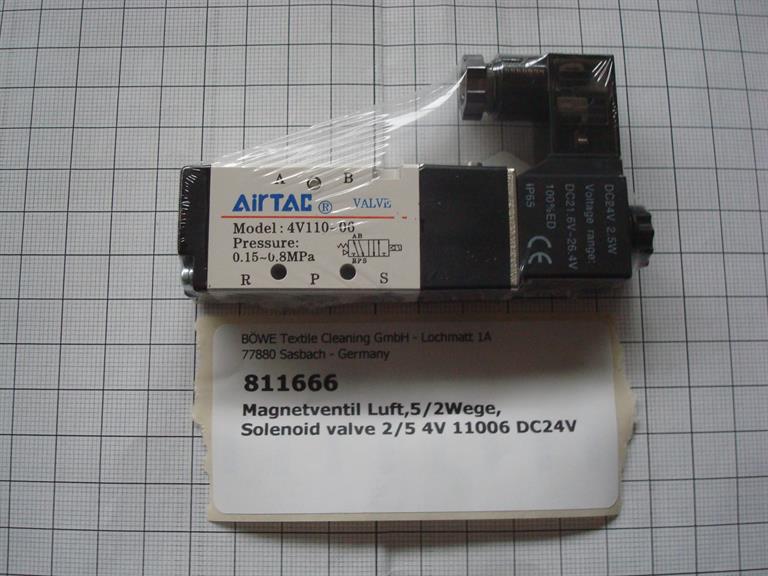 A B
AirTAC ® VALVE
Model: 4V110-06
Pressure:
0.15~0.8MPa
AB
RPS
R P S
DC24V 2.5W
Voltage range:
DC21.6V~26.4V
100%ED
IP65
CE
BÖWE Textile Cleaning GmbH - Lochmatt 1A
77880 Sasbach - Germany
811666
Magnetventil Luft,5/2Wege,
Solenoid valve 2/5 4V 11006 DC24V